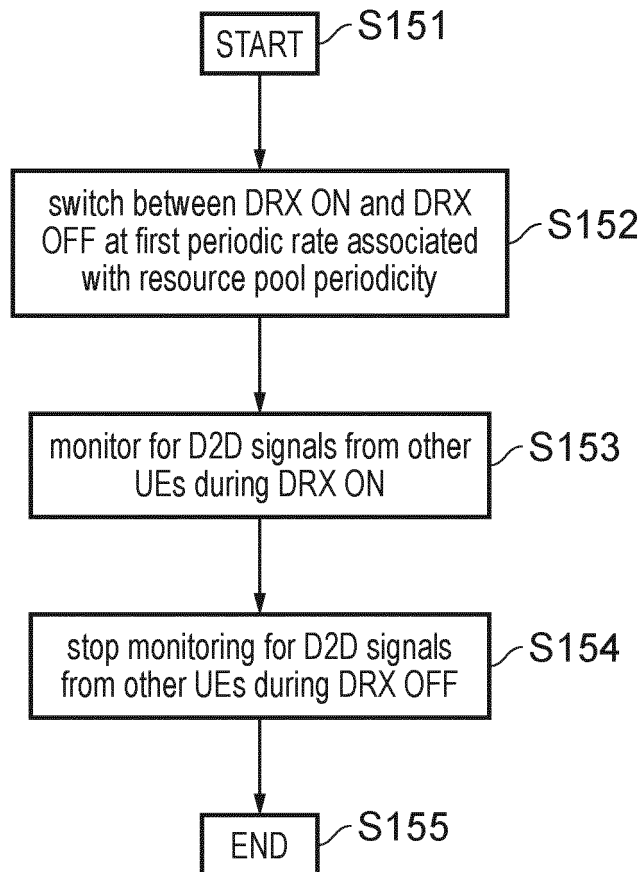 START
S151
switch between DRX ON and DRX
OFF at first periodic rate associated
with resource pool periodicity
S152
monitor for D2D signals from other
UEs during DRX ON
S153
stop monitoring for D2D signals
from other UEs during DRX OFF
S154
END
S155